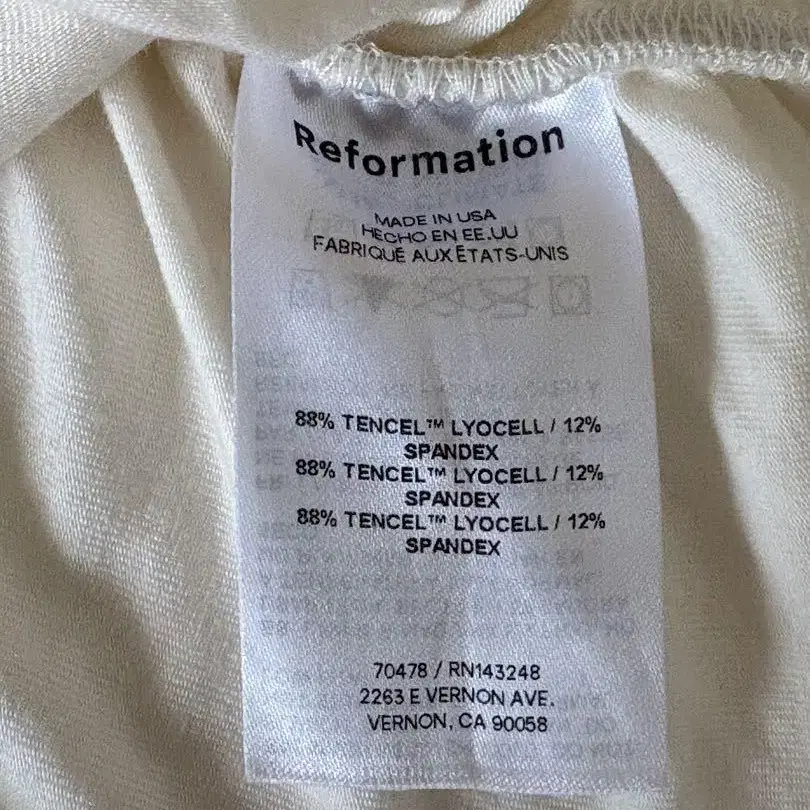 Reformation
MADE IN USA
HECHO EN EE.UU
FABRIQUÉ AUX ÉTATS-UNIS
88% TENCEL™ LYOCELL / 12%
SPANDEX
88% TENCEL™ LYOCELL / 12%
SPANDEX
88% TENCEL™ LYOCELL / 12%
SPANDEX
70478 / RN143248
2263 E VERNON AVE.
VERNON, CA 90058